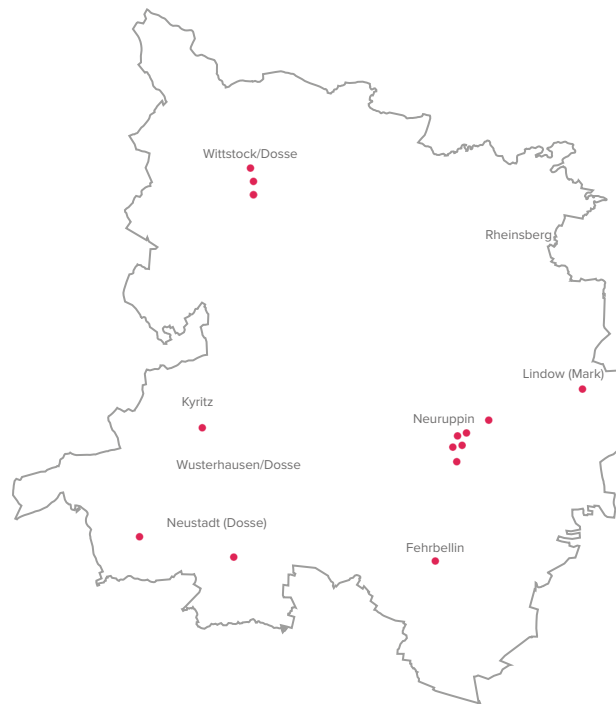 Wittstock/Dosse
Rheinsberg
Lindow (Mark)
Kyritz
Neuruppin
Wusterhausen/Dosse
Neustadt (Dosse)
Fehrbellin